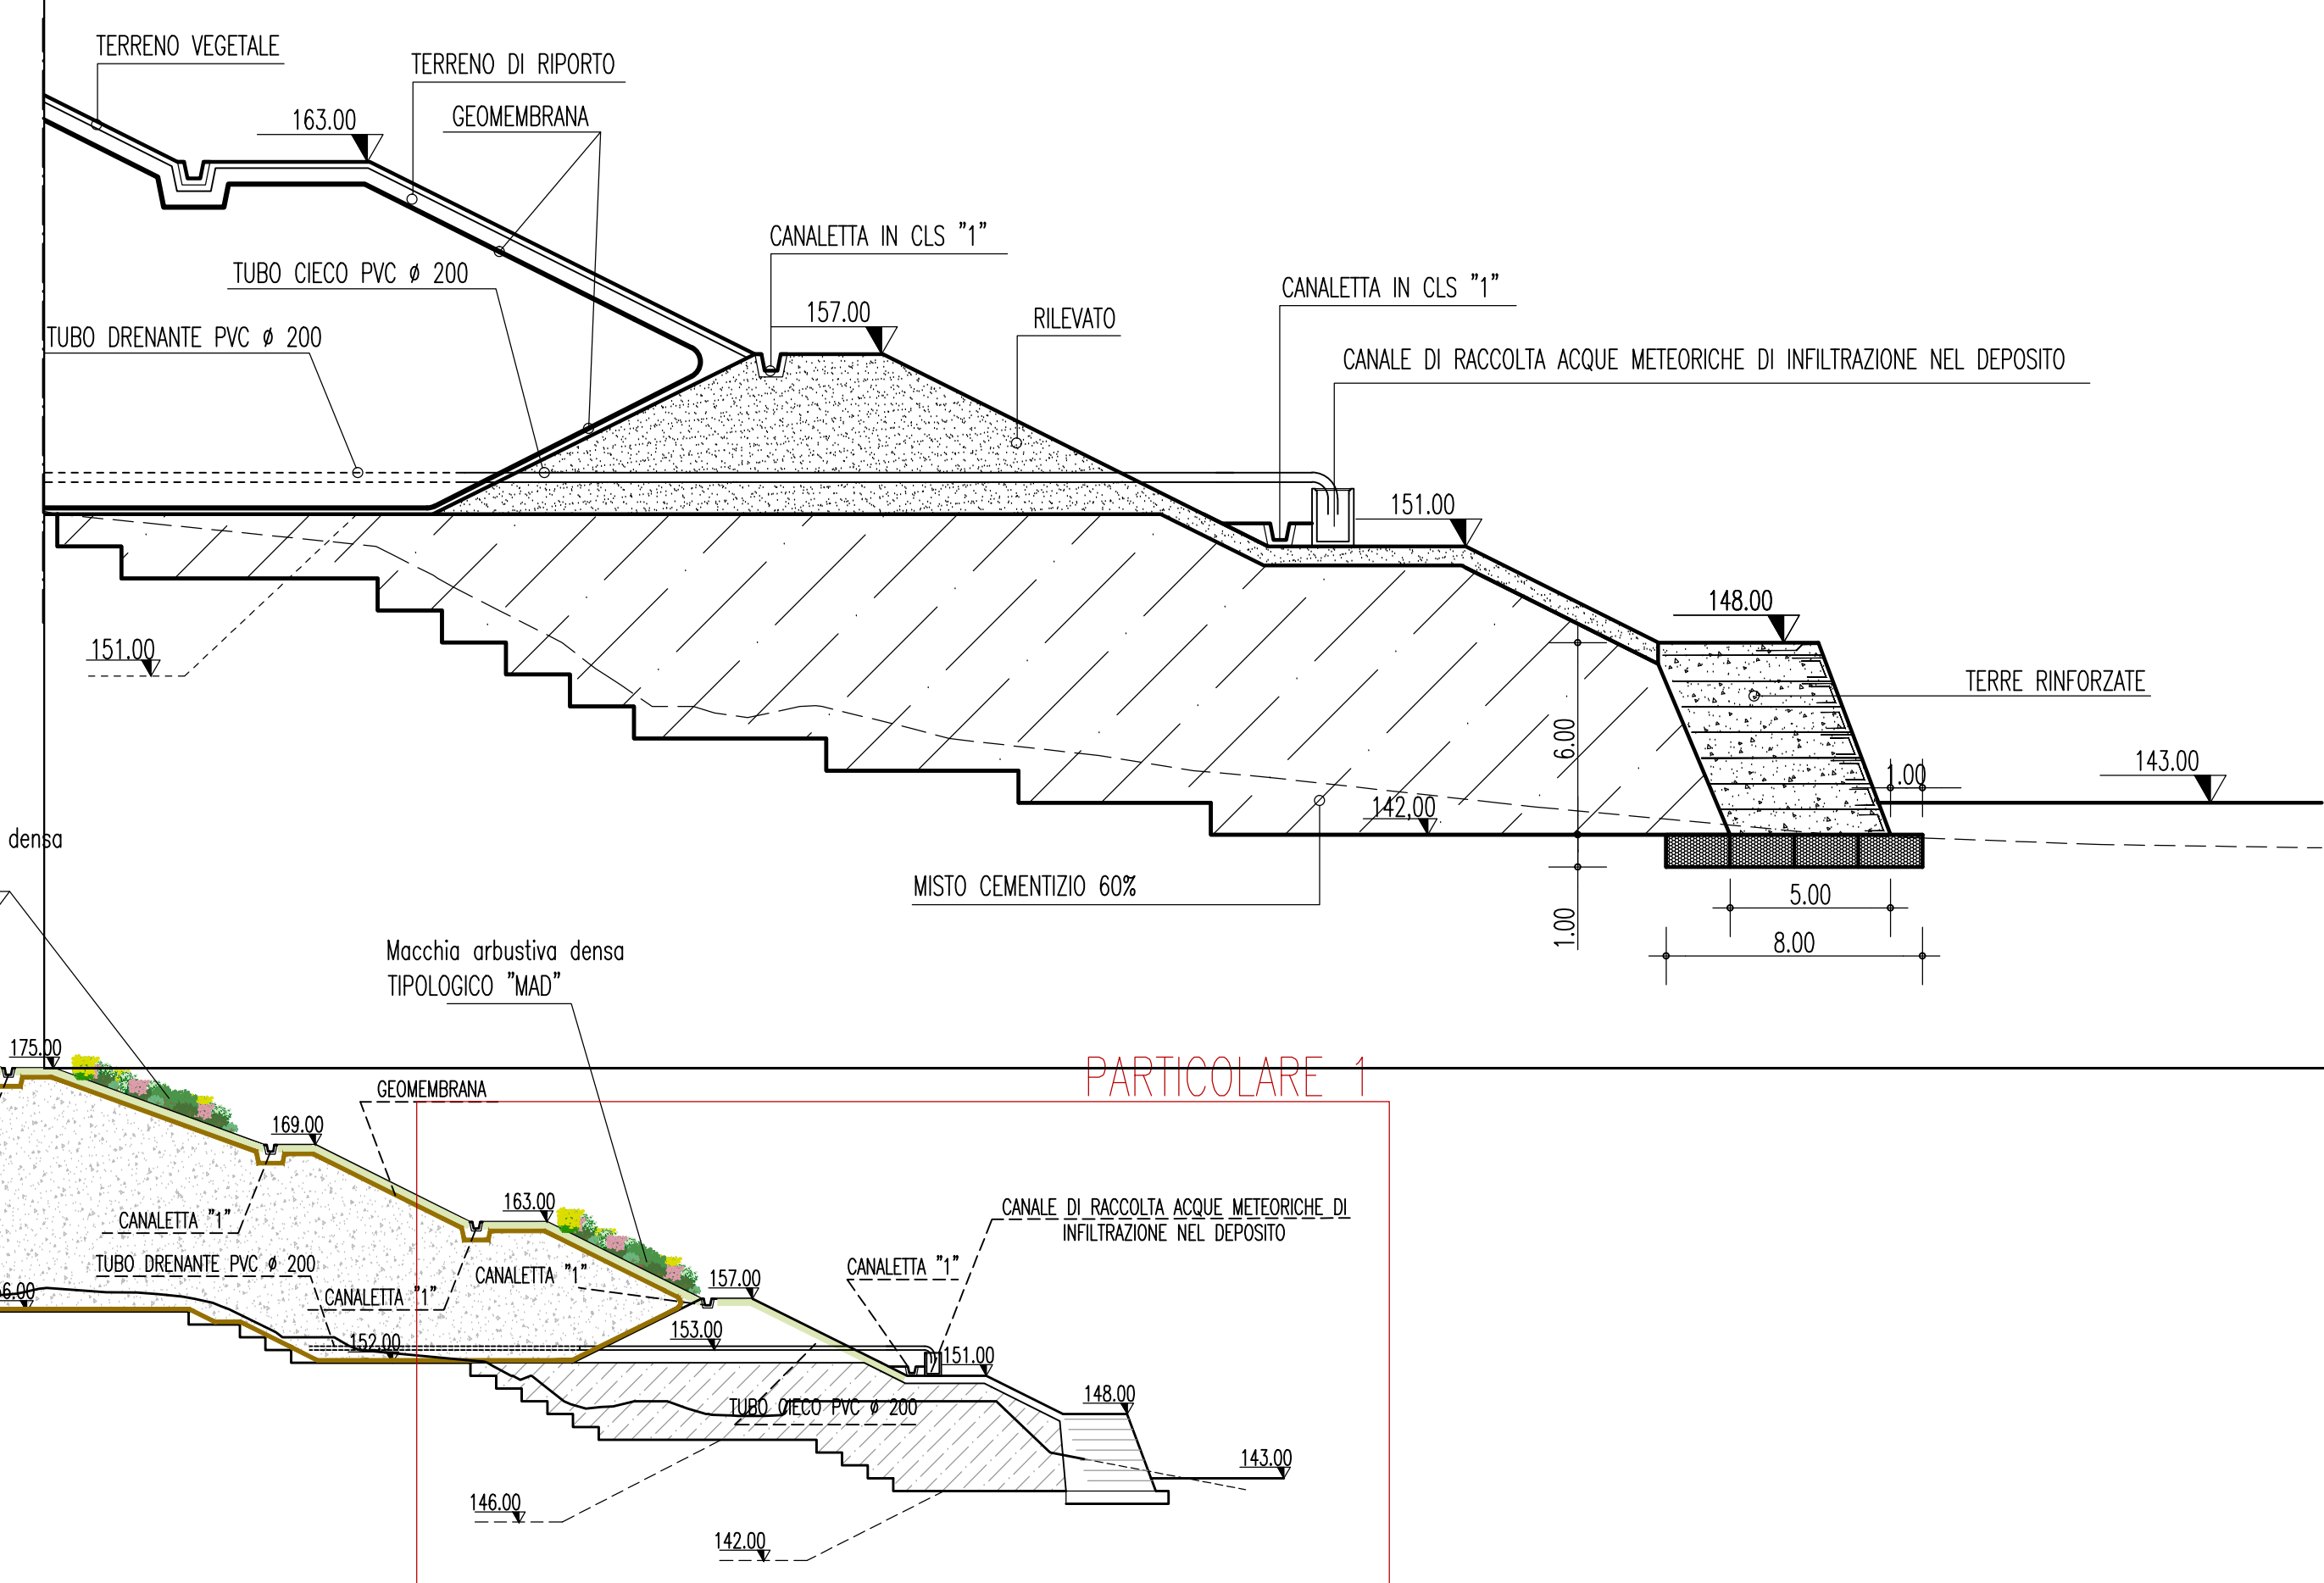 TERRENO VEGETALE
TERRENO DI RIPORTO
163.00
GEOMEMBRANA
CANALETTA IN CLS "1"
TUBO CIECO PVC ø 200
CANALETTA IN CLS "1"
157.00
RILEVATO
TUBO DRENANTE PVC ø 200
CANALE DI RACCOLTA ACQUE METEORICHE DI INFILTRAZIONE NEL DEPOSITO
151.00
148.00
151.00
TERRE RINFORZATE
6.00
143.00
1.00
142,00
densa
MISTO CEMENTIZIO 60%
5.00
1.00
8.00
Macchia arbustiva densa
TIPOLOGICO "MAD"
175.00
PARTICOLARE 1
GEOMEMBRANA
169.00
163.00
CANALE DI RACCOLTA ACQUE METEORICHE DI
INFILTRAZIONE NEL DEPOSITO
CANALETTA "1"
TUBO DRENANTE PVC ø 200
CANALETTA "1"
CANALETTA "1"
157.00
6.00
CANALETTA "1"
153.00
152.00
151.00
148.00
TUBO CIECO PVC ø 200
143.00
146.00
142.00